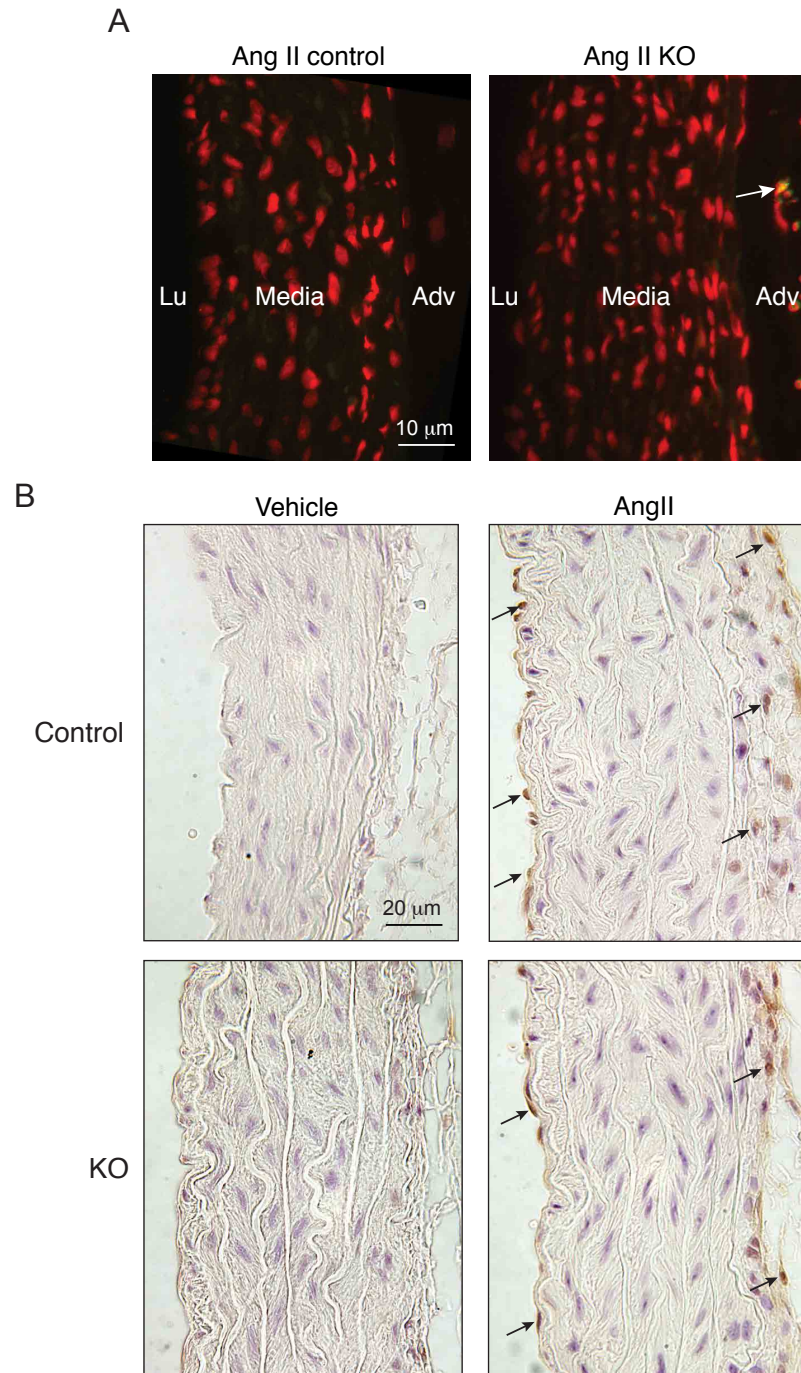 A
Ang II control
Ang II KO
Lu
Media
Adv
Lu
Media
Adv
10 μm
B
Vehicle
AngII
Control
20 μm
KO